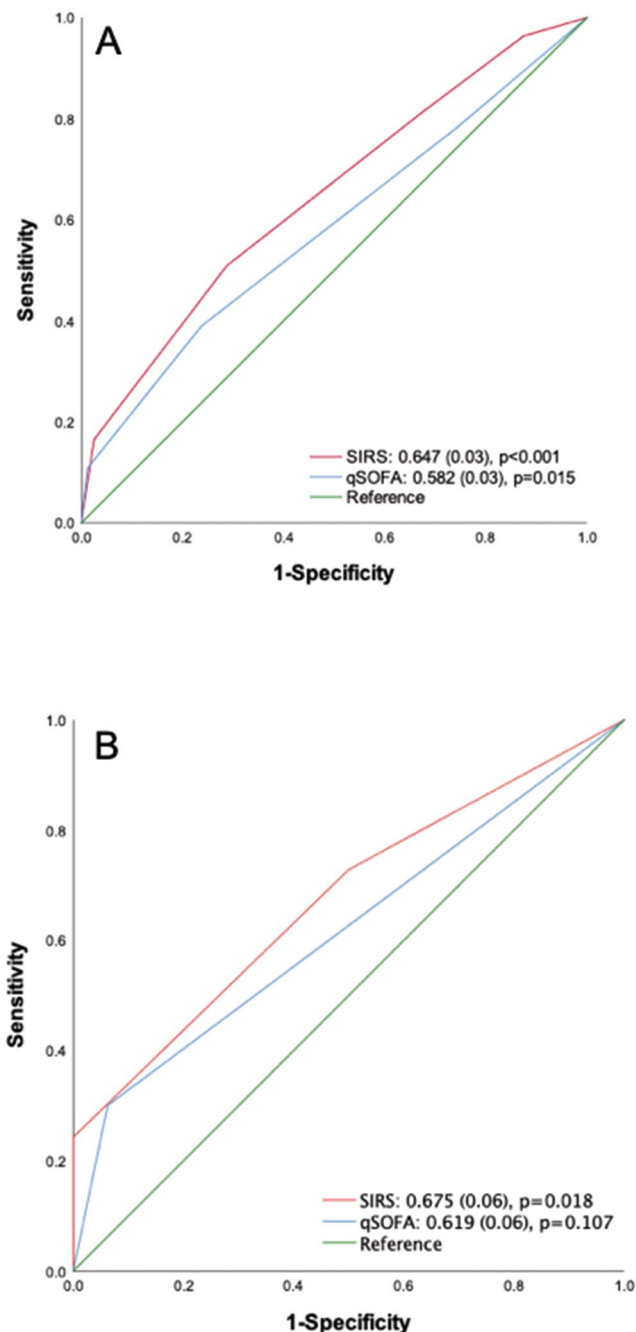 A
1.0
0.8
0.6
0.4
0.2
0.0
Sensitivity
SIRS: 0.647 (0.03), p<0.001
qSOFA: 0.582 (0.03), p=0.015
Reference
0.0 0.2 0.4 0.6 0.8 1.0
1-Specificity
B
1.0
0.8
0.6
0.4
0.2
0.0
Sensitivity
SIRS: 0.675 (0.06), p=0.018
qSOFA: 0.619 (0.06), p=0.107
Reference
0.0 0.2 0.4 0.6 0.8 1.0
1-Specificity